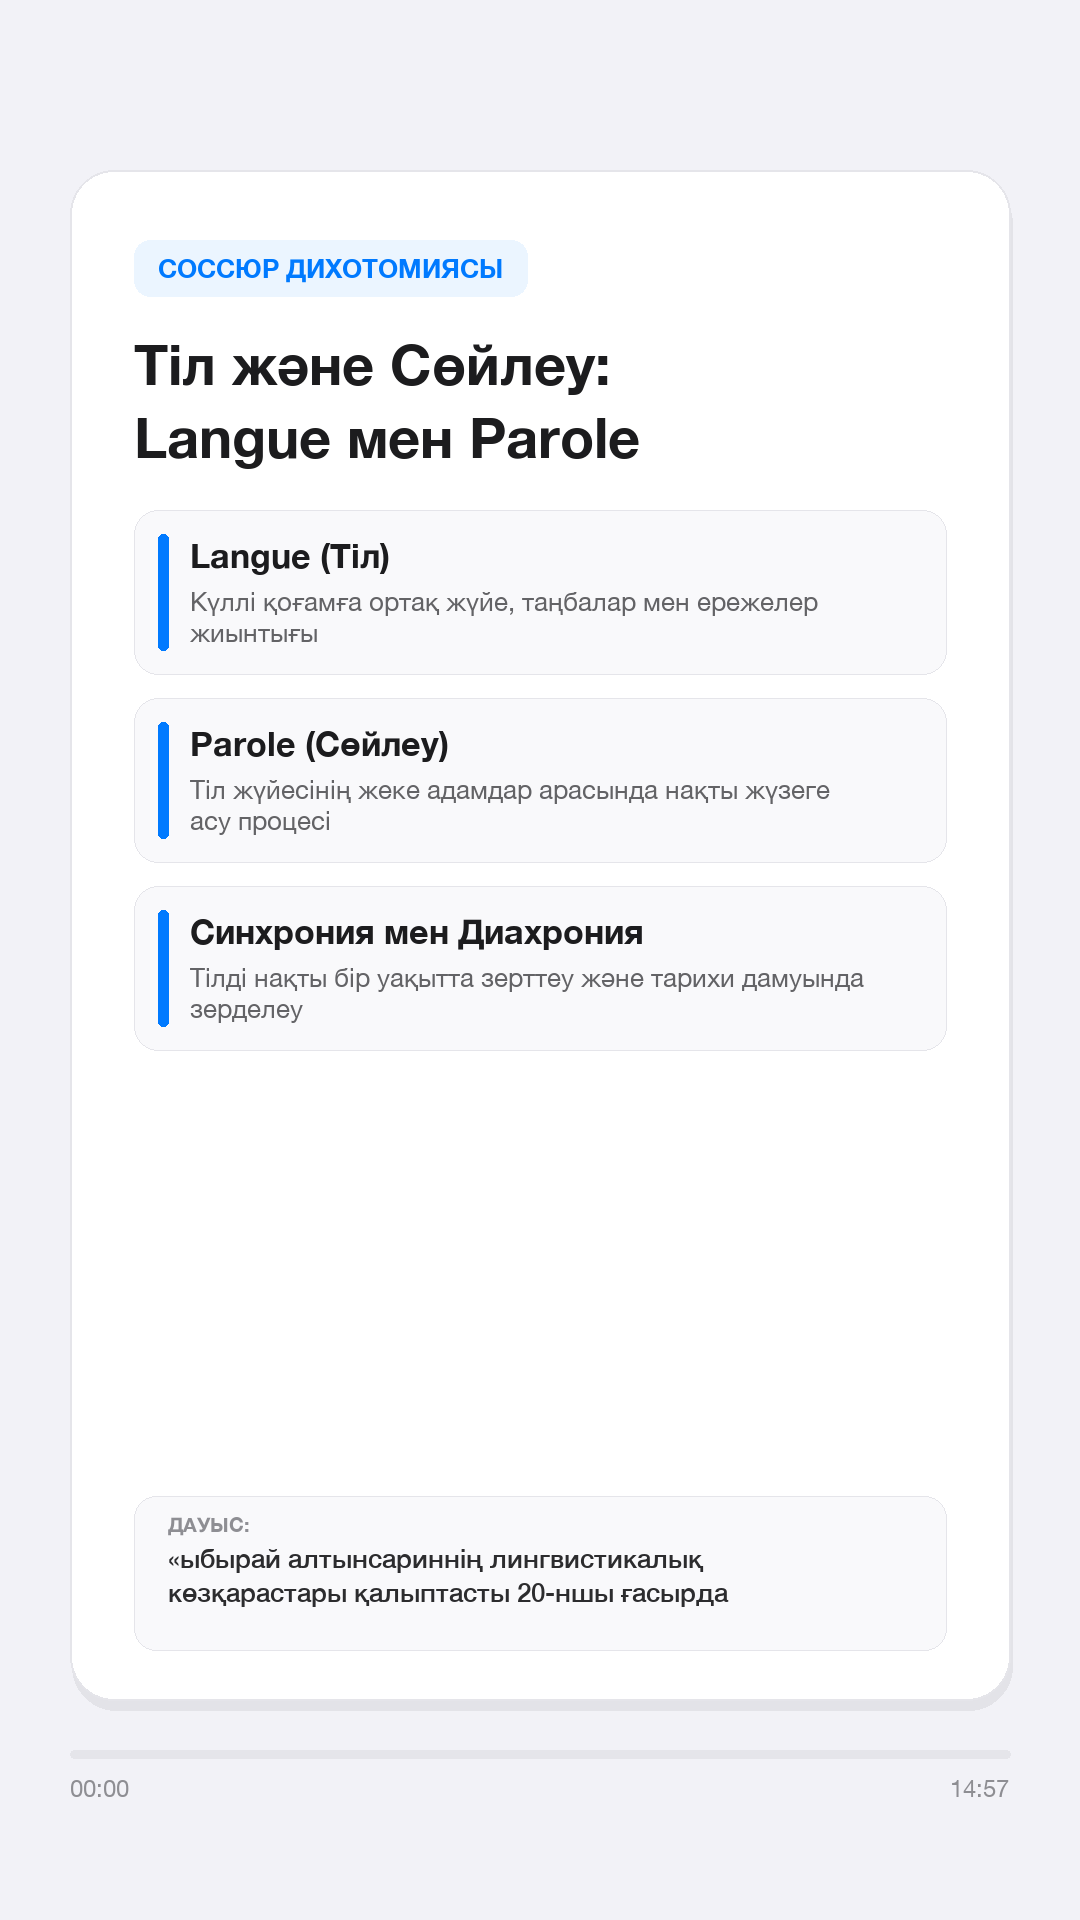 СОССЮР ДИХОТОМИЯСЫ
Тіл және Сөйлеу:
Langue мен Parole
Langue (Тіл)
Күллі қоғамға ортақ жүйе, таңбалар мен ережелер
жиынтығы
Parole (Сөйлеу)
Тіл жүйесінің жеке адамдар арасында нақты жүзеге
асу процесі
Синхрония мен Диахрония
Тілді нақты бір уақытта зерттеу және тарихи дамуында
зерделеу
ДАУЫС:
«ыбырай алтынсариннің лингвистикалық
көзқарастары қалыптасты 20-ншы ғасырда
00:00
14:57